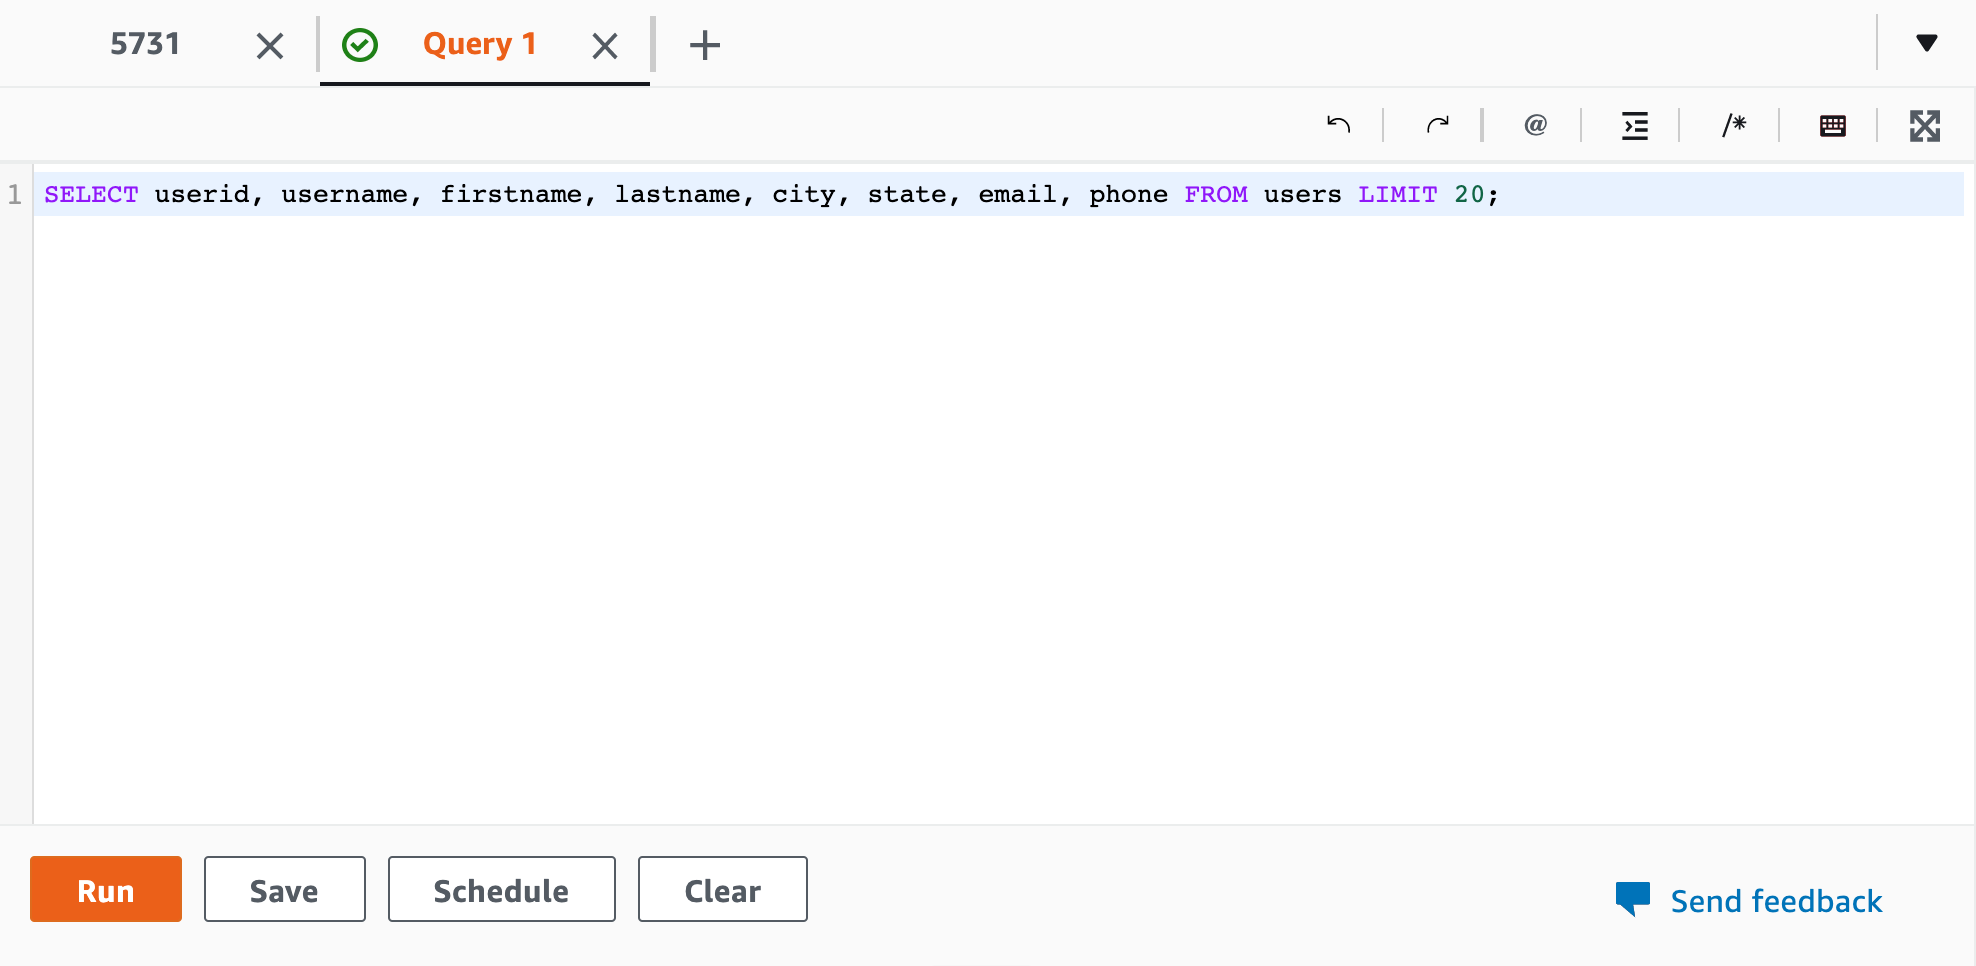 5731 Query 1
@ /*
1 SELECT userid, username, firstname, lastname, city, state, email, phone FROM users LIMIT 20;
Run Save Schedule Clear Send feedback